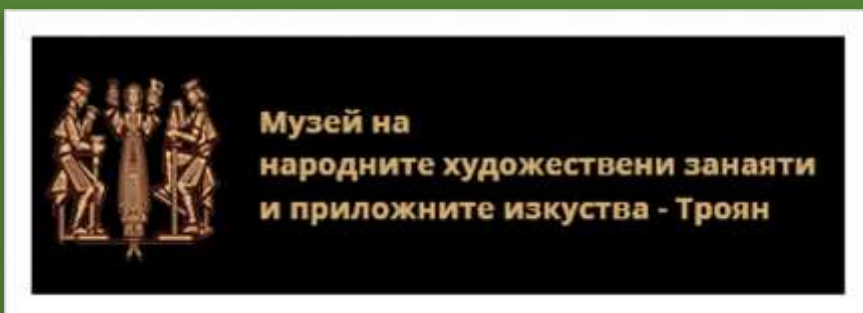 Музей на
народните художествени занаяти
и приложните изкуства - Троян